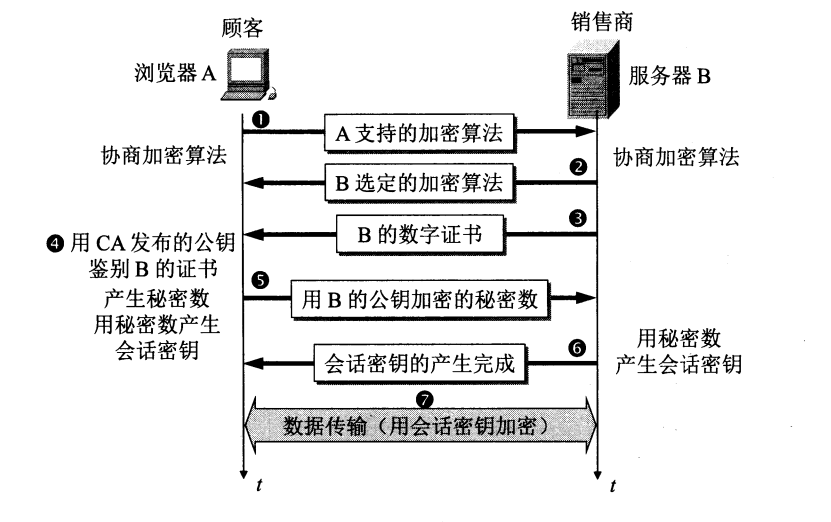 顾客
销售商
浏览器 A
服务器 B
❶
A 支持的加密算法
协商加密算法
协商加密算法
❷
B 选定的加密算法
❸
B 的数字证书
❹ 用 CA 发布的公钥
鉴别 B 的证书
❺
产生秘密数
用 B 的公钥加密的秘密数
用秘密数产生
会话密钥
❻
会话密钥的产生完成
用秘密数
产生会话密钥
❼
数据传输（用会话密钥加密）
t
t